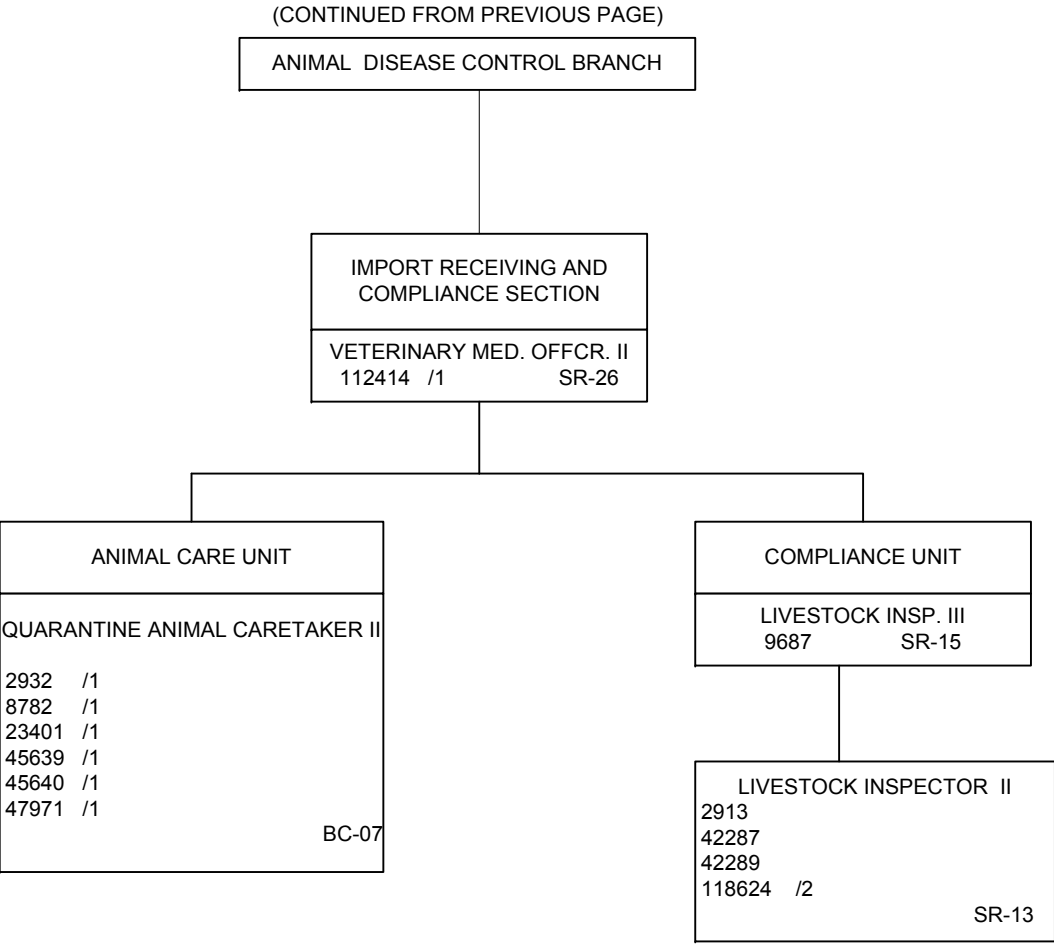 (CONTINUED FROM PREVIOUS PAGE)
ANIMAL DISEASE CONTROL BRANCH
IMPORT RECEIVING AND
COMPLIANCE SECTION
VETERINARY MED. OFFCR. II
112414 /1 SR-26
ANIMAL CARE UNIT
QUARANTINE ANIMAL CARETAKER II
2932 /1
8782 /1
23401 /1
45639 /1
45640 /1
47971 /1
BC-07
COMPLIANCE UNIT
LIVESTOCK INSP. III
9687 SR-15
LIVESTOCK INSPECTOR II
2913
42287
42289
118624 /2
SR-13